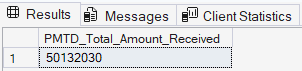 Results Messages Client Statistics
PMTD_Total_Amount_Received
1 50132030